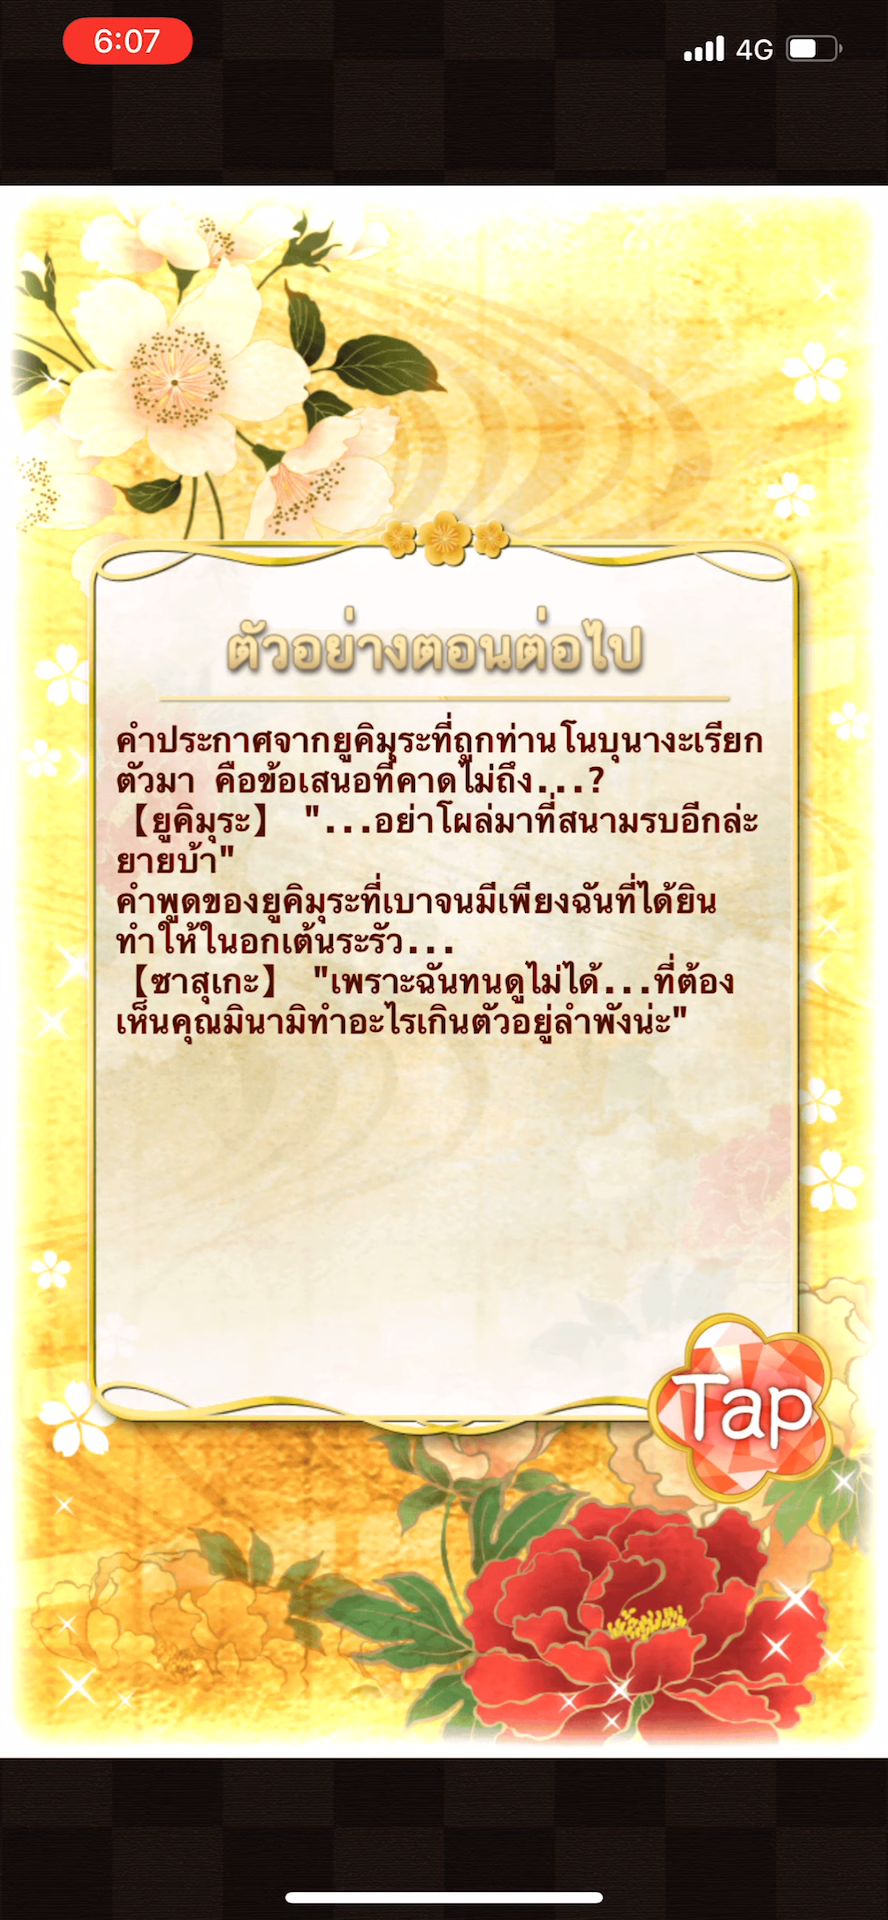 6:07
4G
ตัวอย่างตอนต่อไป
คำประกาศจากยูคิมุระที่ถูกท่านโนบุนางะเรียก
ตัวมา คือข้อเสนอที่คาดไม่ถึง...?
【ยูคิมุระ】 "...อย่าโผล่มาที่สนามรบอีกล่ะ
ยายบ้า"
คำพูดของยูคิมุระที่เบาจนมีเพียงฉันที่ได้ยิน
ทำให้ในอกเต้นระรัว...
【ซาสุเกะ】 "เพราะฉันทนดูไม่ได้...ที่ต้อง
เห็นคุณมินามิทำอะไรเกินตัวอยู่ลำพังน่ะ"
Tap